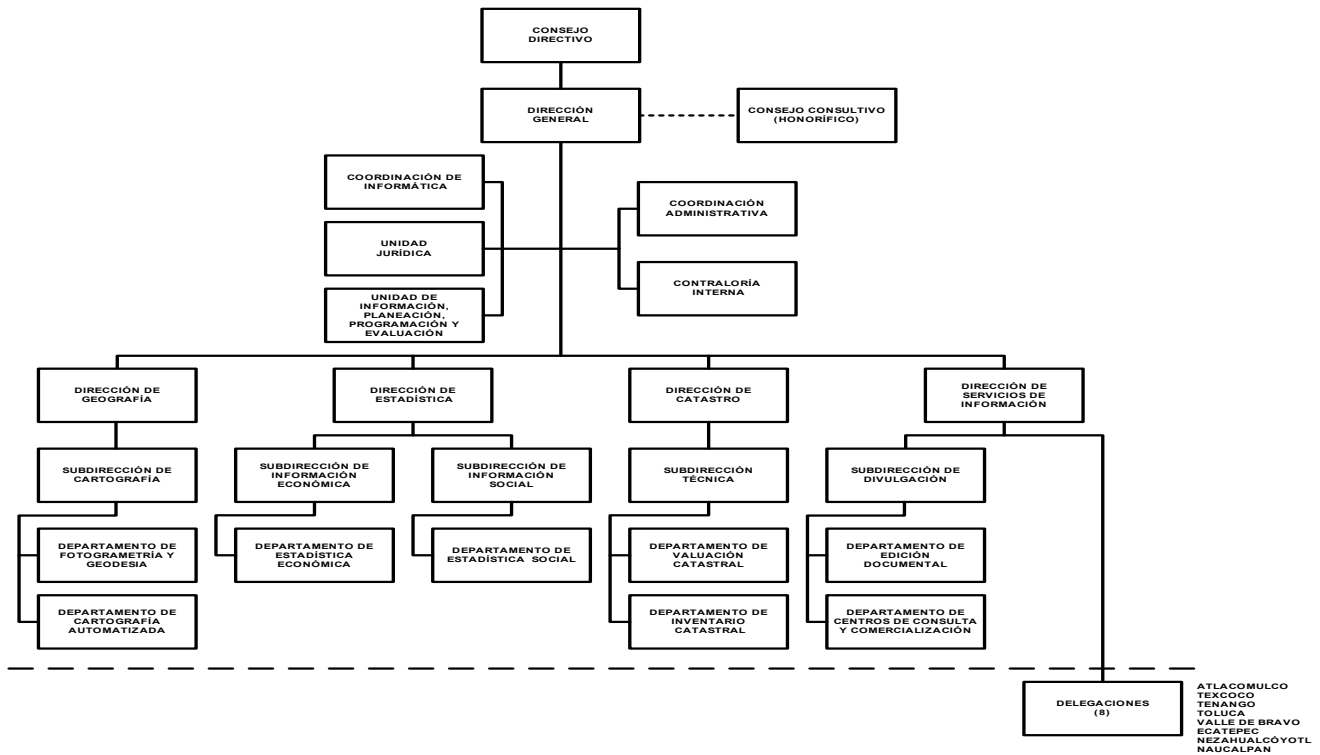 CONSEJO
DIRECTIVO
DIRECCIÓN
GENERAL
CONSEJO CONSULTIVO
(HONORÍFICO)
COORDINACIÓN DE
INFORMÁTICA
COORDINACIÓN
ADMINISTRATIVA
UNIDAD
JURÍDICA
CONTRALORÍA
INTERNA
UNIDAD DE
INFORMACIÓN,
PLANEACIÓN,
PROGRAMACIÓN Y
EVALUACIÓN
DIRECCIÓN DE
GEOGRAFÍA
DIRECCIÓN DE
ESTADÍSTICA
DIRECCIÓN DE
CATASTRO
DIRECCIÓN DE
SERVICIOS DE
INFORMACIÓN
SUBDIRECCIÓN DE
CARTOGRAFÍA
SUBDIRECCIÓN DE
INFORMACIÓN
ECONÓMICA
SUBDIRECCIÓN DE
INFORMACIÓN
SOCIAL
SUBDIRECCIÓN
TÉCNICA
SUBDIRECCIÓN DE
DIVULGACIÓN
DEPARTAMENTO DE
FOTOGRAMETRÍA Y
GEODESIA
DEPARTAMENTO DE
ESTADÍSTICA
ECONÓMICA
DEPARTAMENTO DE
ESTADÍSTICA SOCIAL
DEPARTAMENTO DE
VALUACIÓN
CATASTRAL
DEPARTAMENTO DE
EDICIÓN
DOCUMENTAL
DEPARTAMENTO DE
CARTOGRAFÍA
AUTOMATIZADA
DEPARTAMENTO DE
INVENTARIO
CATASTRAL
DEPARTAMENTO DE
CENTROS DE CONSULTA
Y COMERCIALIZACIÓN
DELEGACIONES
(8)
ATLACOMULCO
TEXCOCO
TENANGO
TOLUCA
VALLE DE BRAVO
ECATEPEC
NEZAHUALCÓYOTL
NAUCALPAN